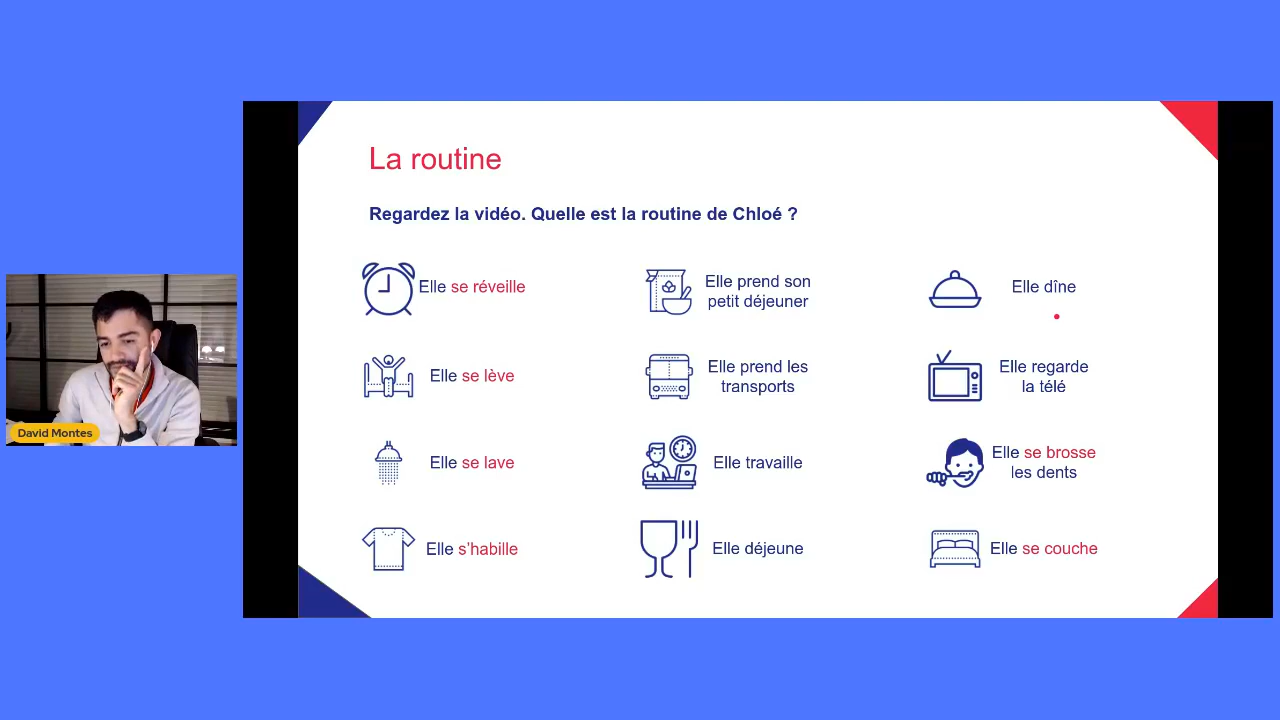 La routine
Regardez la vidéo. Quelle est la routine de Chloé ?
Elle se réveille
Elle se lève
Elle se lave
Elle s'habille
Elle prend son
petit déjeuner
Elle prend les
transports
Elle travaille
Elle déjeune
Elle dîne
Elle regarde
la télé
Elle se brosse
les dents
Elle se couche
David Montes